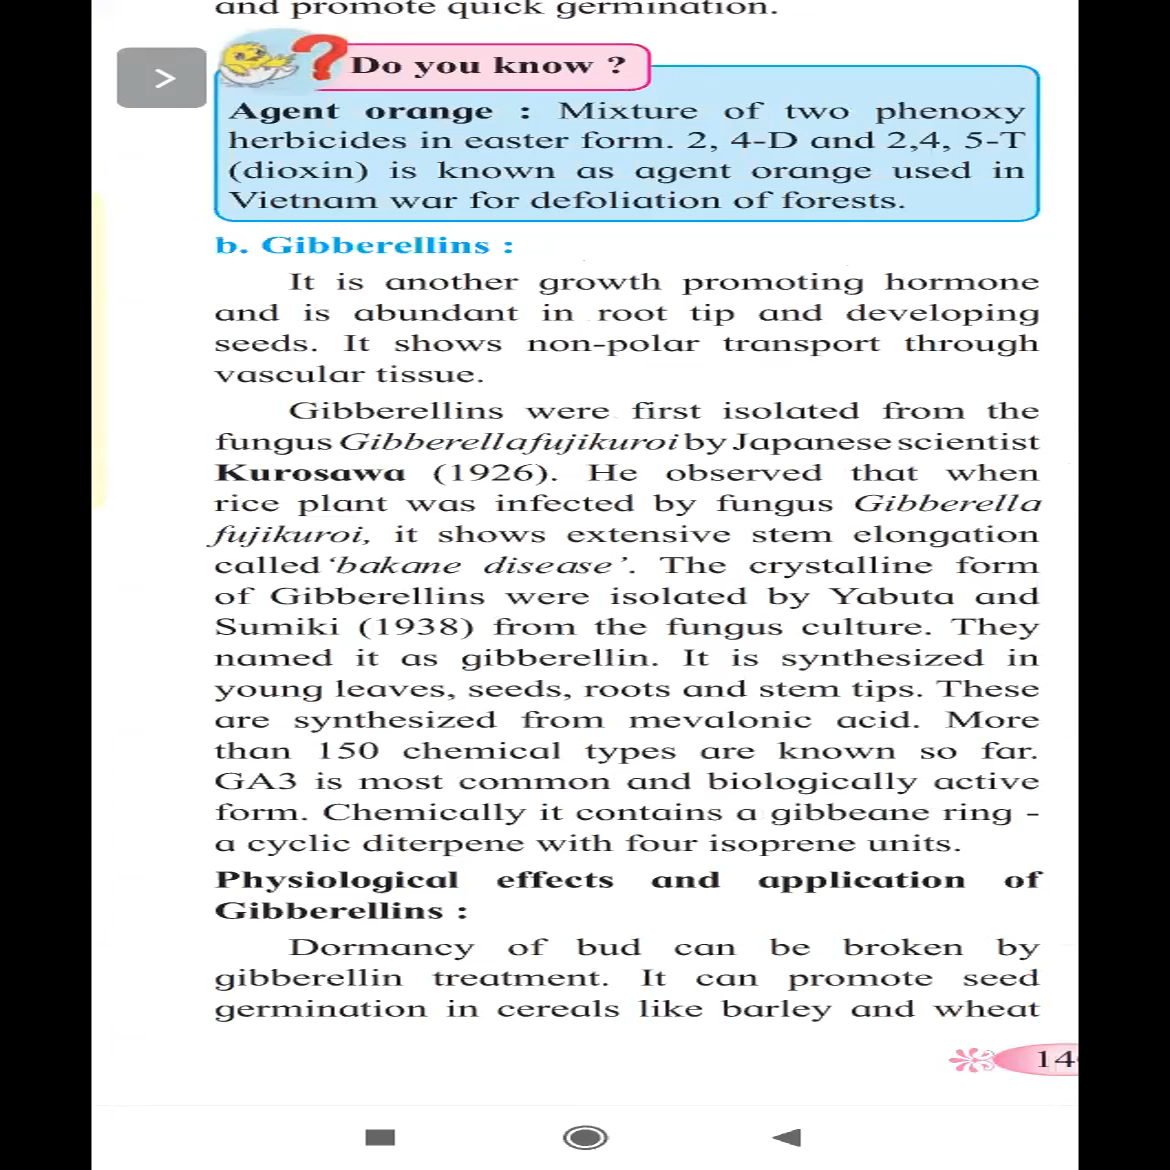 and promote quick germination.
>
Do you know ?
Agent orange : Mixture of two phenoxy
herbicides in easter form. 2, 4-D and 2,4, 5-T
(dioxin) is known as agent orange used in
Vietnam war for defoliation of forests.
b. Gibberellins :
It is another growth promoting hormone
and is abundant in root tip and developing
seeds. It shows non-polar transport through
vascular tissue.
Gibberellins were first isolated from the
fungus Gibberella fujikuroi by Japanese scientist
Kurosawa (1926). He observed that when
rice plant was infected by fungus Gibberella
fujikuroi, it shows extensive stem elongation
called ‘bakane disease’. The crystalline form
of Gibberellins were isolated by Yabuta and
Sumiki (1938) from the fungus culture. They
named it as gibberellin. It is synthesized in
young leaves, seeds, roots and stem tips. These
are synthesized from mevalonic acid. More
than 150 chemical types are known so far.
GA3 is most common and biologically active
form. Chemically it contains a gibbeane ring -
a cyclic diterpene with four isoprene units.
Physiological effects and application of
Gibberellins :
Dormancy of bud can be broken by
gibberellin treatment. It can promote seed
germination in cereals like barley and wheat